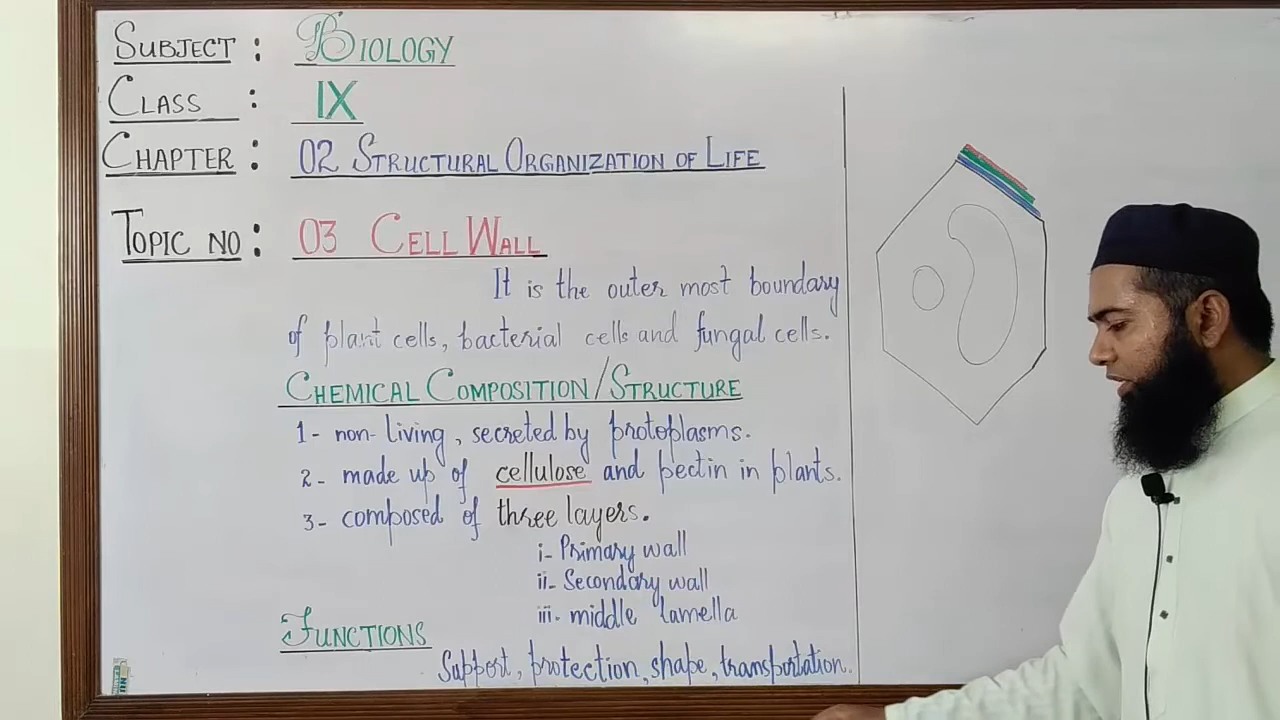 SUBJECT : BIOLOGY
CLASS : IX
CHAPTER : 02 STRUCTURAL ORGANIZATION OF LIFE
TOPIC NO : 03 CELL WALL
It is the outer most boundary
of plant cells, bacterial cells and fungal cells.
CHEMICAL COMPOSITION/STRUCTURE
1- non-living, secreted by protoplasms.
2- made up of cellulose and pectin in plants.
3- composed of three layers.
i- Primary wall
ii- Secondary wall
iii- middle lamella
FUNCTIONS
Support, protection, shape, transportation.